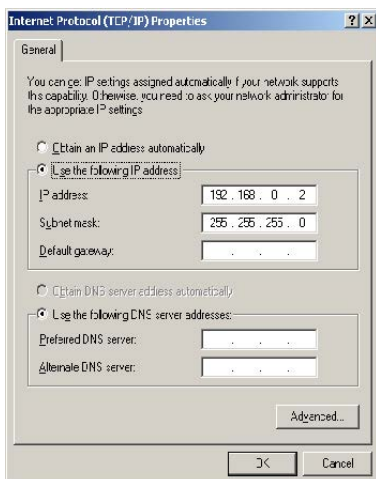 Internet Protocol (TCP/IP) Properties
General
You can get IP settings assigned automatically if your network supports
this capability. Otherwise, you need to ask your network administrator for
the appropriate IP settings
Obtain an IP address automatically
Use the following IP address
IP address:
192 . 168 . 0 . 2
Subnet mask:
255 . 255 . 255 . 0
Default gateway:
. . .
Obtain DNS server address automatically
Use the following DNS server addresses:
Preferred DNS server:
. . .
Alternate DNS server:
. . .
Advanced...
OK
Cancel